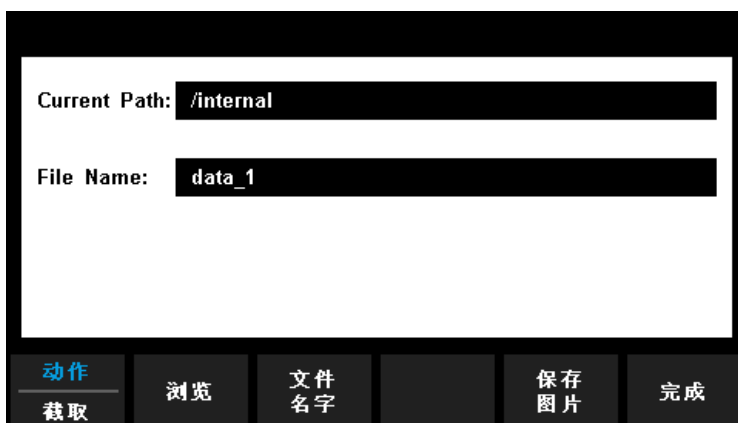 Current Path: /internal
File Name: data_1
动作
截取
浏览
文件
名字
保存
图片
完成